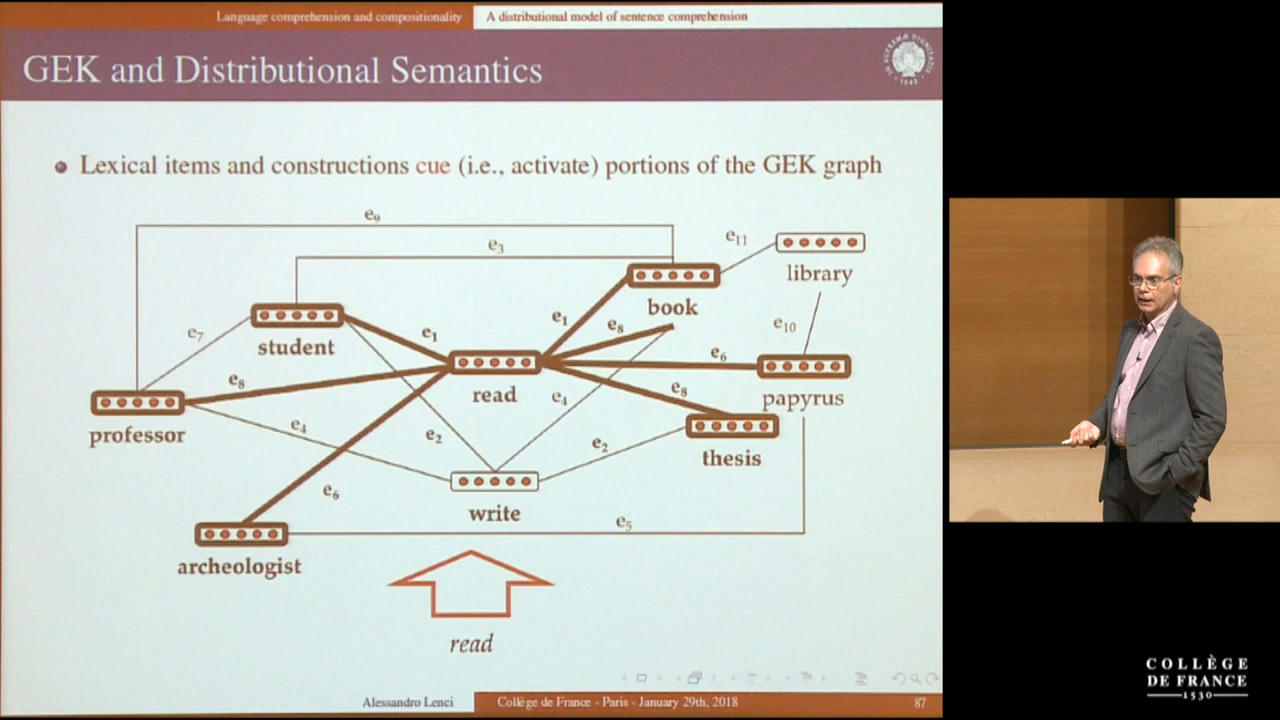 Language comprehension and compositionality A distributional model of sentence comprehension
GEK and Distributional Semantics
Lexical items and constructions cue (i.e., activate) portions of the GEK graph
e9
e3
e11
library
book
e1
e8
e10
e7
student
e1
e6
papyrus
read
e8
professor
e8
e4
e4
e2
e2
thesis
e6
write
e5
archeologist
read
Alessandro Lenci Collège de France - Paris - January 29th, 2018 87
COLLÈGE
DE FRANCE
1530